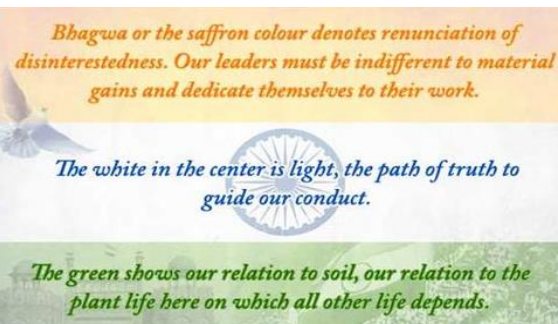 Bhagwa or the saffron colour denotes renunciation of
disinterestedness. Our leaders must be indifferent to material
gains and dedicate themselves to their work.
The white in the center is light, the path of truth to
guide our conduct.
The green shows our relation to soil, our relation to the
plant life here on which all other life depends.